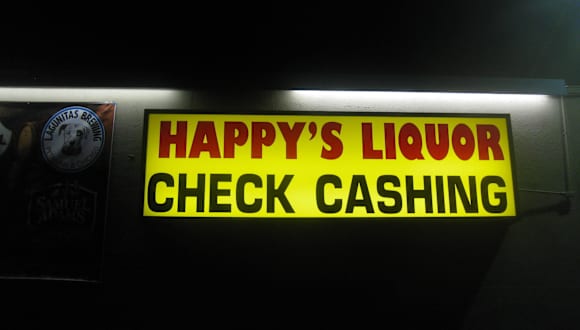 HAPPY'S LIQUOR
CHECK CASHING
LAGUNITAS BREWING
SAMUEL
ADAMS